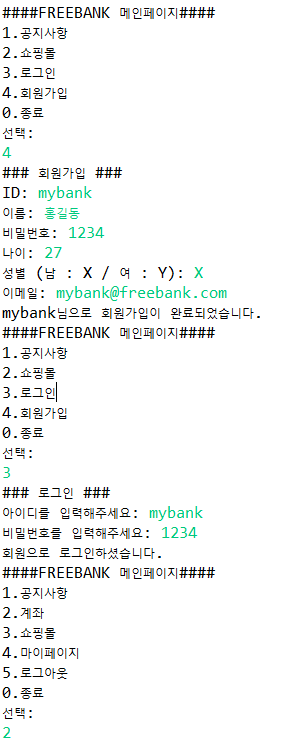 ####FREEBANK 메인페이지####
1.공지사항
2.쇼핑몰
3.로그인
4.회원가입
0.종료
선택:
4
### 회원가입 ###
ID: mybank
이름: 홍길동
비밀번호: 1234
나이: 27
성별 (남 : X / 여 : Y): X
이메일: mybank@freebank.com
mybank님으로 회원가입이 완료되었습니다.
####FREEBANK 메인페이지####
1.공지사항
2.쇼핑몰
3.로그인
4.회원가입
0.종료
선택:
3
### 로그인 ###
아이디를 입력해주세요: mybank
비밀번호를 입력해주세요: 1234
회원으로 로그인하셨습니다.
####FREEBANK 메인페이지####
1.공지사항
2.계좌
3.쇼핑몰
4.마이페이지
5.로그아웃
0.종료
선택:
2